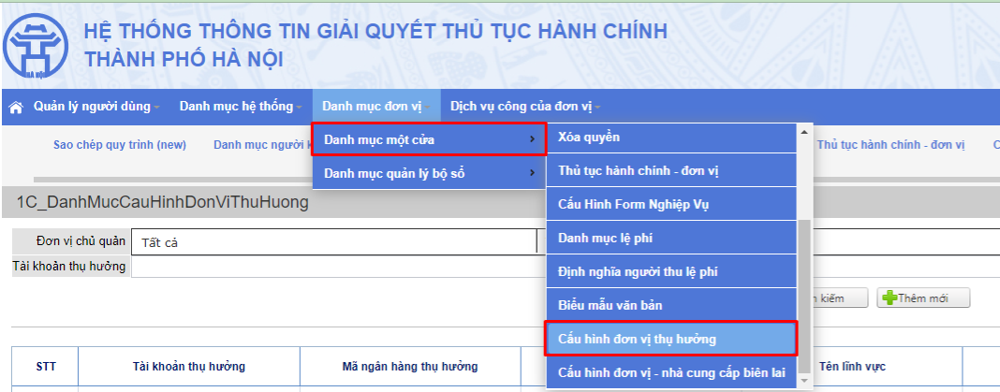 HỆ THỐNG THÔNG TIN GIẢI QUYẾT THỦ TỤC HÀNH CHÍNH
THÀNH PHỐ HÀ NỘI
HÀ NỘI
Quản lý người dùng
Danh mục hệ thống
Danh mục đơn vị
Dịch vụ công của đơn vị
Sao chép quy trình (new)
Danh mục người
Thủ tục hành chính - đơn vị
Danh mục một cửa
Danh mục quản lý bộ số
Xóa quyền
Thủ tục hành chính - đơn vị
Cấu Hình Form Nghiệp Vụ
Danh mục lệ phí
Định nghĩa người thu lệ phí
Biểu mẫu văn bản
Cấu hình đơn vị thụ hưởng
Cấu hình đơn vị - nhà cung cấp biên lai
1C_DanhMucCauHinhDonViThuHuong
Đơn vị chủ quản
Tất cả
Tài khoản thụ hưởng
kiếm
Thêm mới
STT
Tài khoản thụ hưởng
Mã ngân hàng thụ hưởng
Tên lĩnh vực